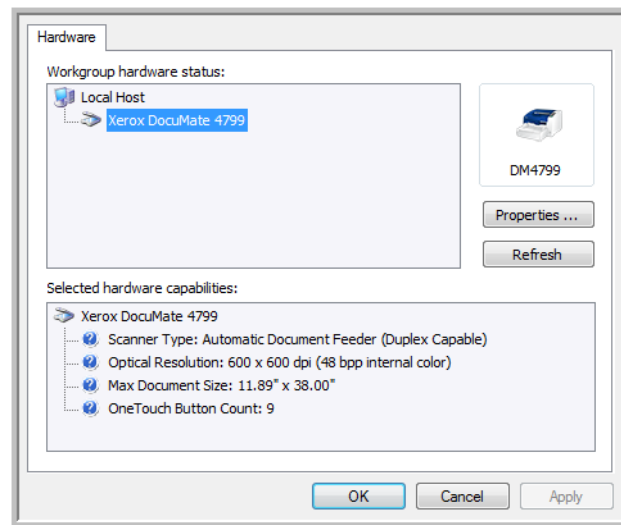 Hardware
Workgroup hardware status:
Local Host
Xerox DocuMate 4799
DM4799
Properties ...
Refresh
Selected hardware capabilities:
Xerox DocuMate 4799
Scanner Type: Automatic Document Feeder (Duplex Capable)
Optical Resolution: 600 x 600 dpi (48 bpp internal color)
Max Document Size: 11.89" x 38.00"
OneTouch Button Count: 9
OK Cancel Apply